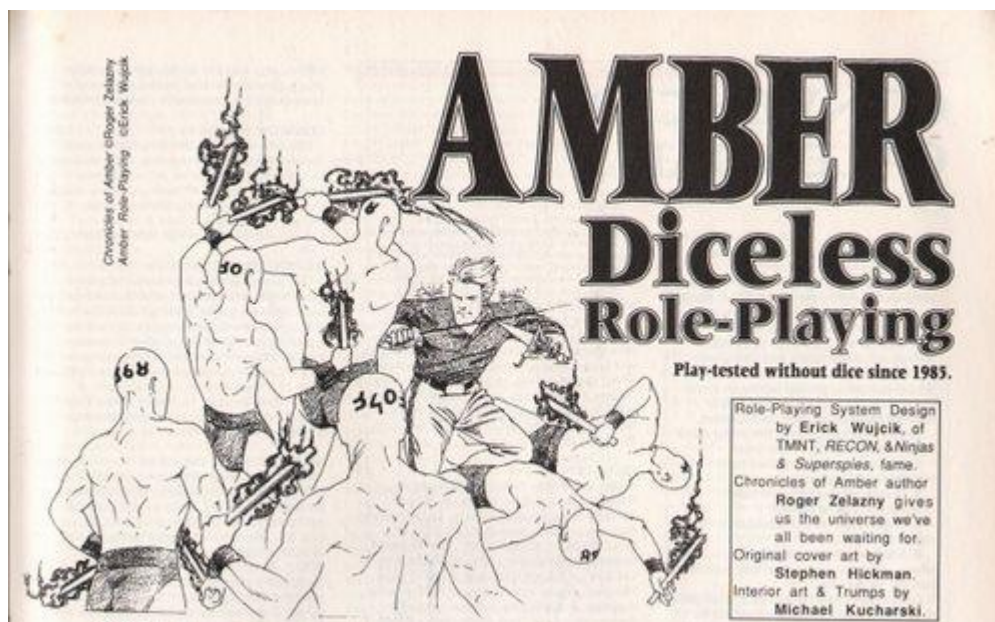 Chronicles of Amber ©Roger Zelazny
Amber Role-Playing ©Erick Wujcik
AMBER
Diceless
Role-Playing
Play-tested without dice since 1985.
Role-Playing System Design
by Erick Wujcik, of
TMNT, RECON, &Ninjas
& Superspies, fame.
Chronicles of Amber author
Roger Zelazny gives
us the universe we've
all been waiting for.
Original cover art by
Stephen Hickman.
Interior art & Trumps by
Michael Kucharski.